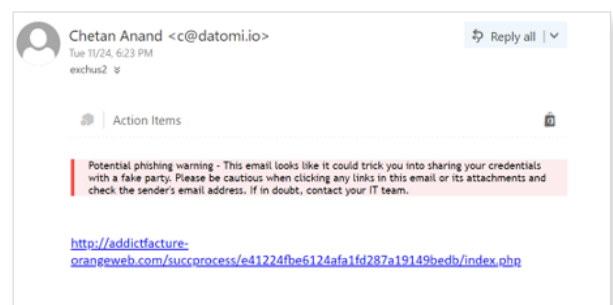 Chetan Anand <c@datomi.io>
Reply all
Tue 11/24, 6:23 PM
exchus2
Action Items
Potential phishing warning - This email looks like it could trick you into sharing your credentials
with a fake party. Please be cautious when clicking any links in this email or its attachments and
check the sender's email address. If in doubt, contact your IT team.
http://addictfacture-
orangeweb.com/succprocess/e41224fbe6124afa1fd287a19149bedb/index.php